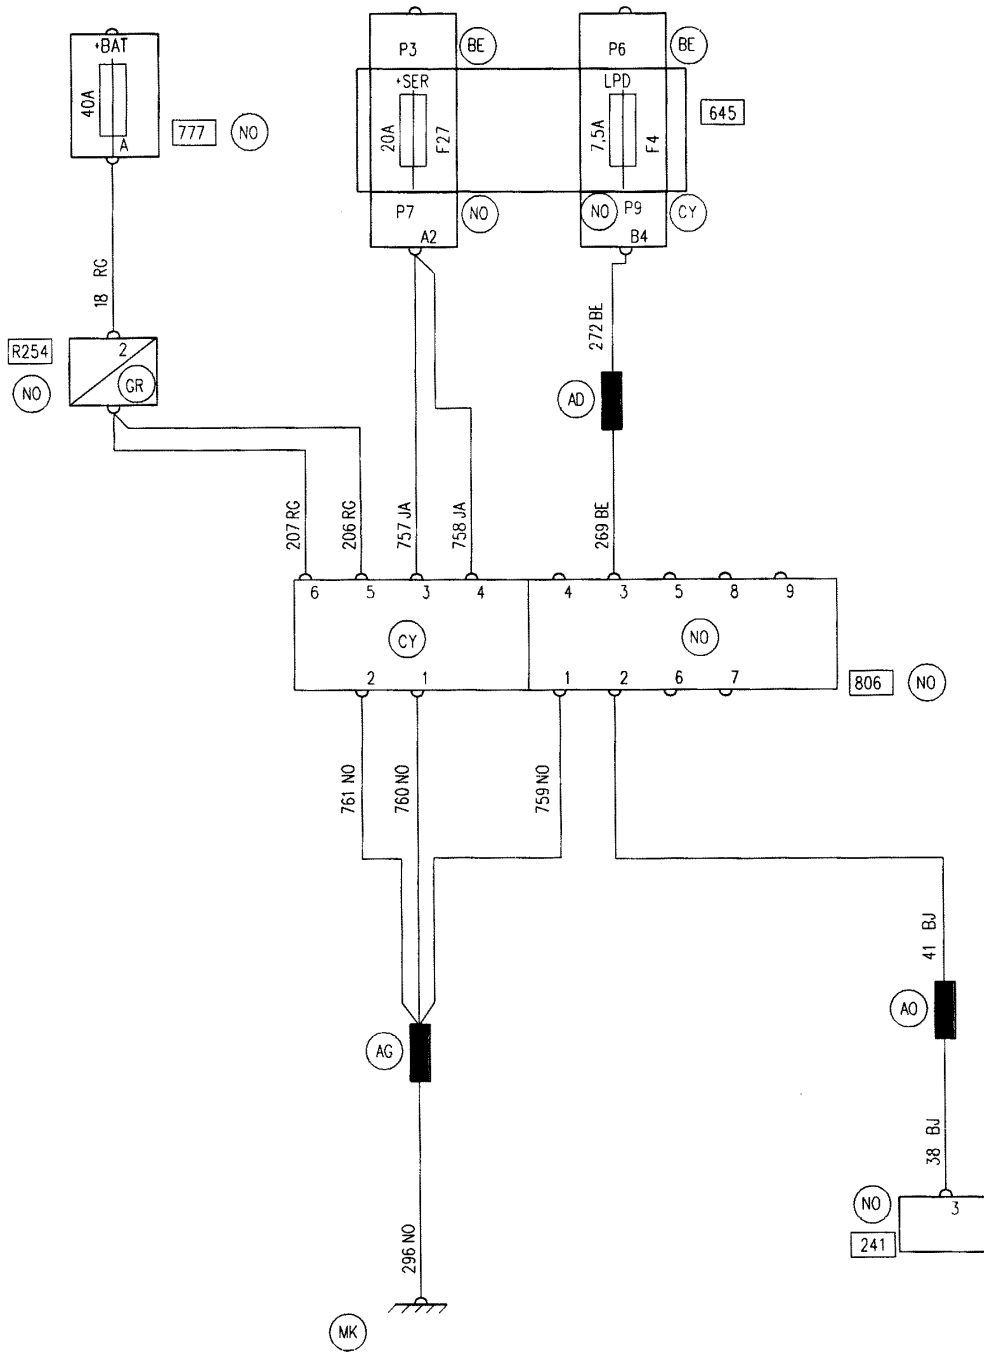 +BAT
40A
A
777
NO
P3
BE
+SER
20A
F27
P7
NO
A2
P6
BE
LPD
7,5A
F4
645
NO
P9
CY
B4
18 RG
R254
2
NO
GR
272 BE
AD
207 RG
206 RG
757 JA
758 JA
269 BE
6
5
3
4
4
3
5
8
9
CY
NO
2
1
1
2
6
7
806
NO
761 NO
760 NO
759 NO
41 BJ
AO
AG
38 BJ
NO
3
241
296 NO
MK